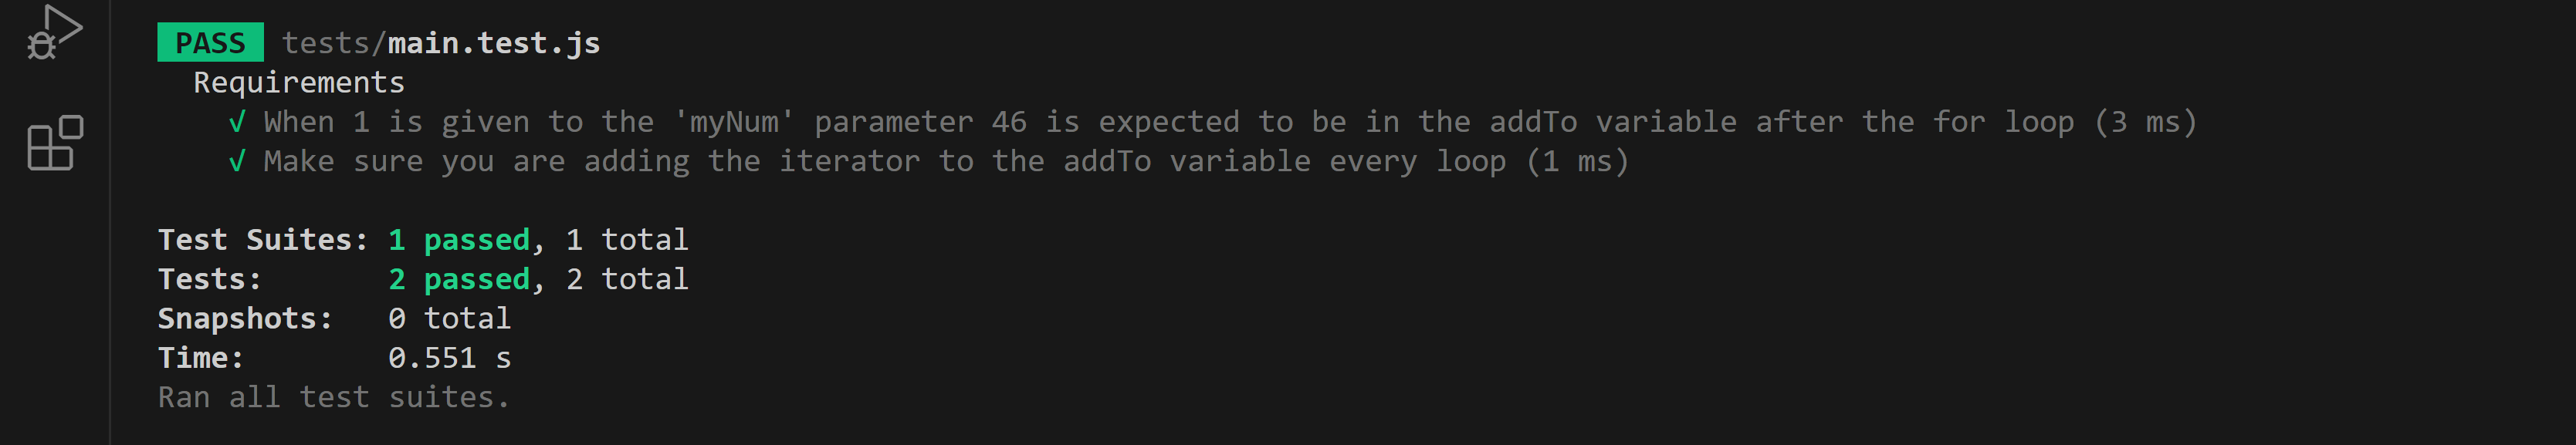 PASS tests/main.test.js
Requirements
√ When 1 is given to the 'myNum' parameter 46 is expected to be in the addTo variable after the for loop (3 ms)
√ Make sure you are adding the iterator to the addTo variable every loop (1 ms)
Test Suites: 1 passed, 1 total
Tests: 2 passed, 2 total
Snapshots: 0 total
Time: 0.551 s
Ran all test suites.